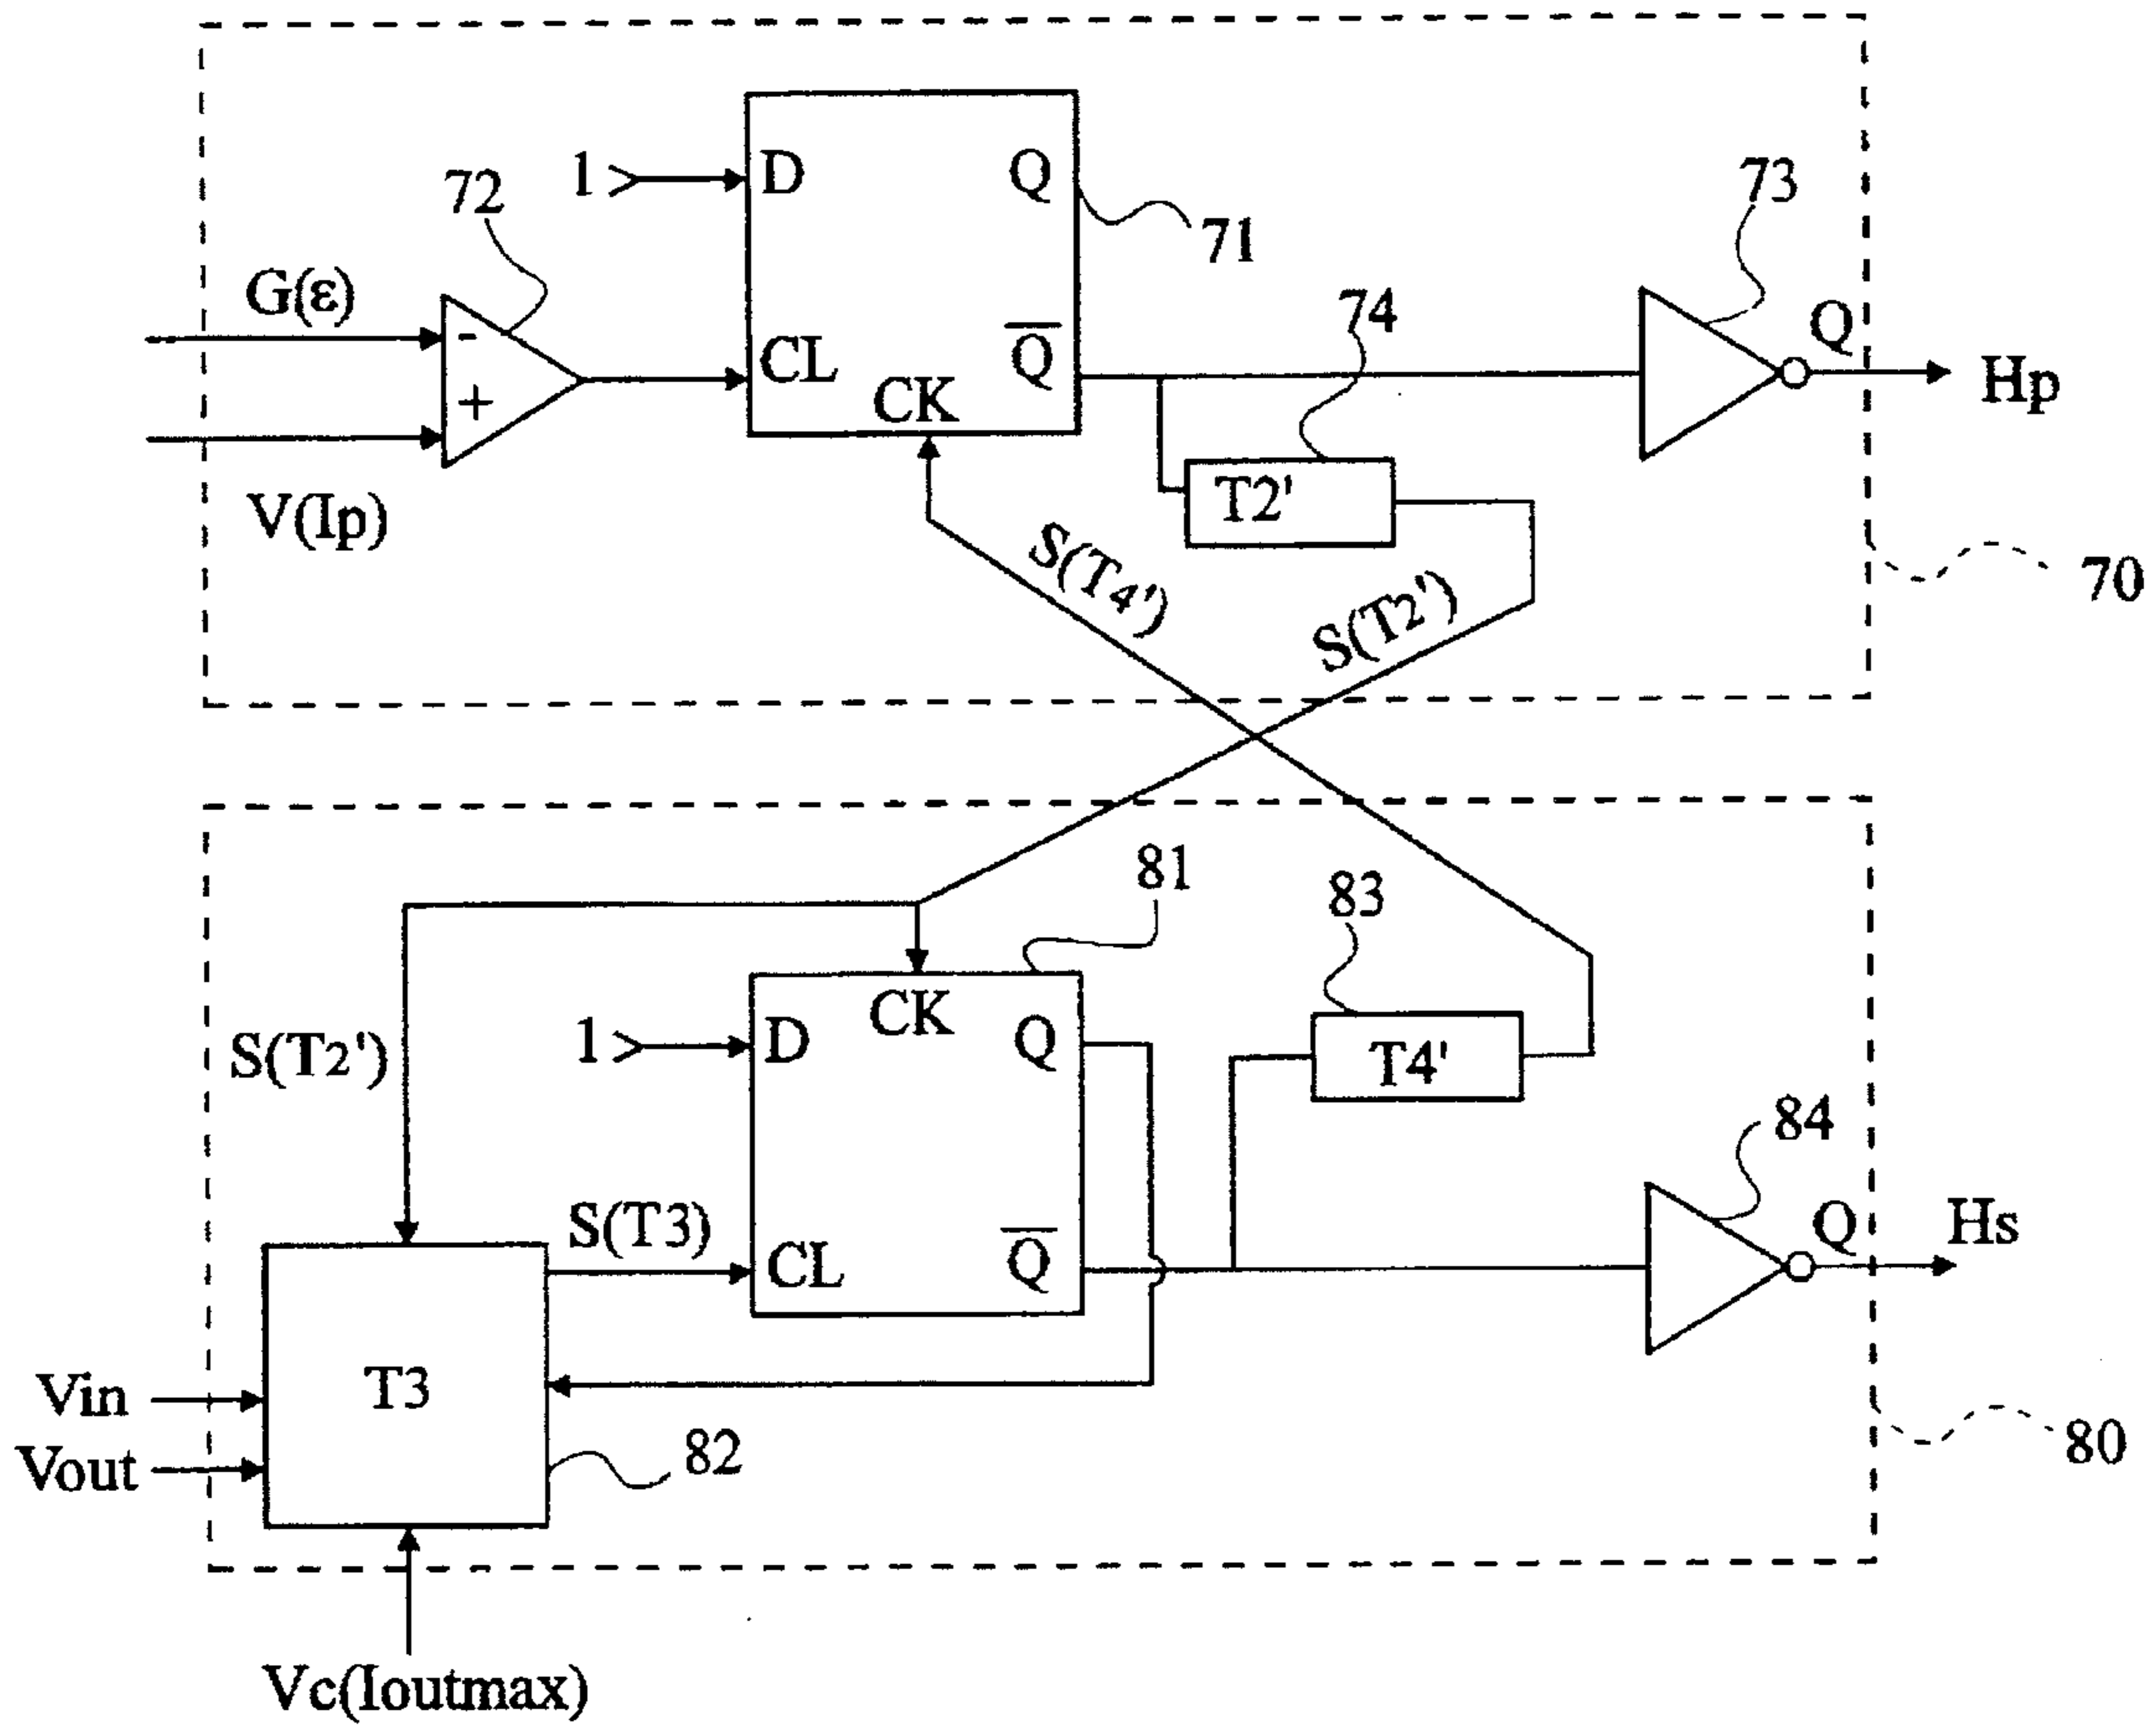 1
D
Q
72
73
71
G(ε)
-
74
Q
CL
Q̅
Hp
+
CK
V(Ip)
T2'
S(T4')
S(T2')
70
81
83
CK
S(T2')
1
D
Q
T4'
84
S(T3)
Q
Hs
CL
Q̅
Vin
T3
Vout
82
80
Vc(Ioutmax)